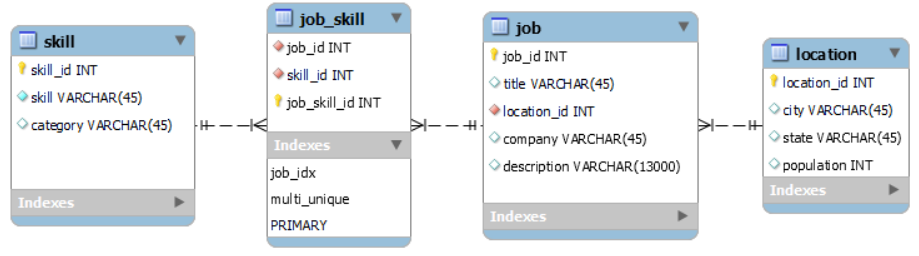 skill
skill_id INT
skill VARCHAR(45)
category VARCHAR(45)
Indexes
job_skill
job_id INT
skill_id INT
job_skill_id INT
Indexes
job_idx
multi_unique
PRIMARY
job
job_id INT
title VARCHAR(45)
location_id INT
company VARCHAR(45)
description VARCHAR(13000)
Indexes
location
location_id INT
city VARCHAR(45)
state VARCHAR(45)
population INT
Indexes